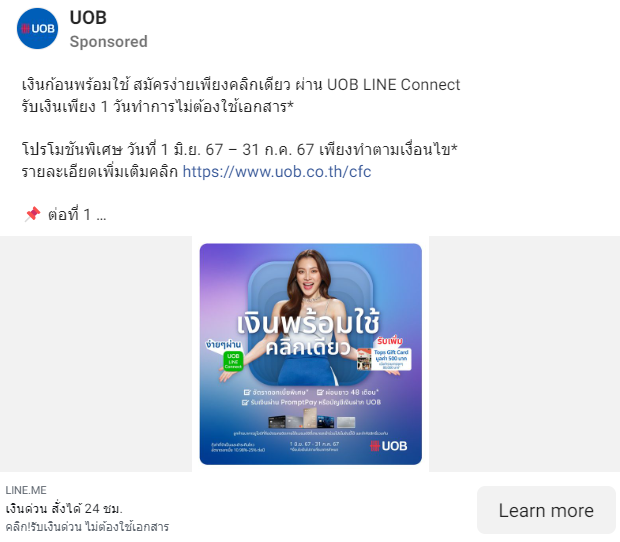 UOB
UOB
Sponsored
เงินก้อนพร้อมใช้ สมัครง่ายเพียงคลิกเดียว ผ่าน UOB LINE Connect
รับเงินเพียง 1 วันทำการไม่ต้องใช้เอกสาร*
โปรโมชันพิเศษ วันที่ 1 มิ.ย. 67 – 31 ก.ค. 67 เพียงทำตามเงื่อนไข*
รายละเอียดเพิ่มเติมคลิก https://www.uob.co.th/cfc
📌 ต่อที่ 1 ...
เงินพร้อมใช้
คลิกเดียว
ง่ายๆผ่าน
UOB
LINE
Connect
รับเพิ่ม
Tops Gift Card
มูลค่า 500 บาท
อัตราดอกเบี้ยพิเศษ* ผ่อนยาว 48 เดือน*
รับเงินผ่าน PromptPay หรือบัญชีเงินฝาก UOB
1 มิ.ย. 67 - 31 ก.ค. 67
UOB
LINE.ME
เงินด่วน สั่งได้ 24 ชม.
คลิก!รับเงินด่วน ไม่ต้องใช้เอกสาร
Learn more